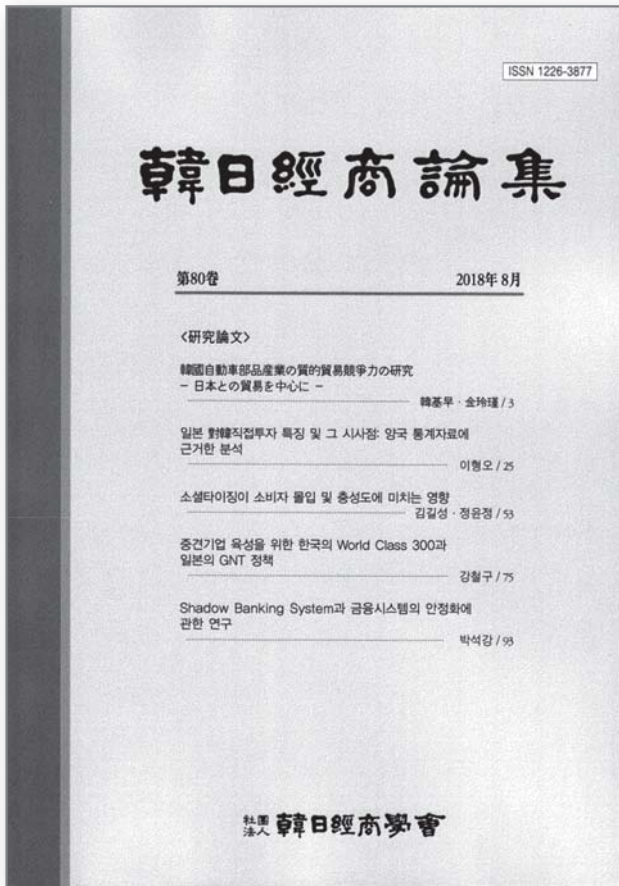 ISSN 1226-3877
韓日經商論集
第80卷 2018年 8月
<研究論文>
韓國自動車部品産業の質的貿易競爭力の研究
- 日本との貿易を中心に -
韓基早 · 金玲瑾 / 3
일본 對韓직접투자 특징 및 그 시사점: 양국 통계자료에
근거한 분석
이형오 / 25
소셜타이징이 소비자 몰입 및 충성도에 미치는 영향
김길성 · 정윤정 / 53
중견기업 육성을 위한 한국의 World Class 300과
일본의 GNT 정책
강철구 / 75
Shadow Banking System과 금융시스템의 안정화에
관한 연구
박석강 / 93
社團法人 韓日經商學會